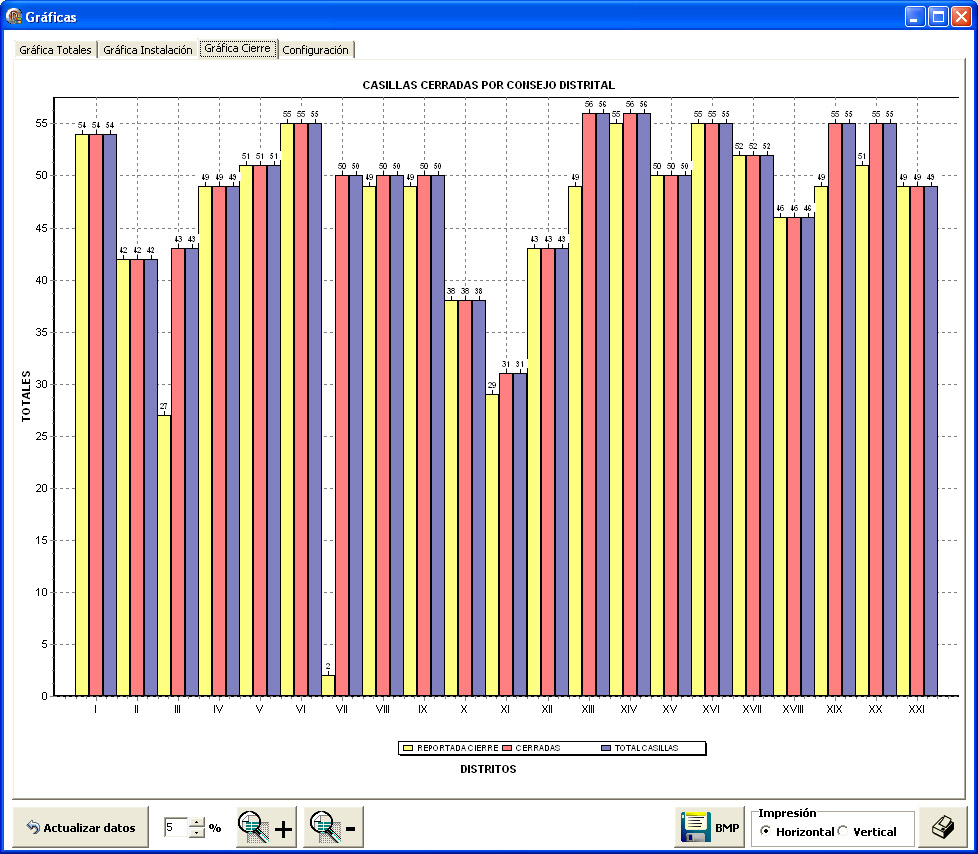 Gráficas
Gráfica Totales Gráfica Instalación Gráfica Cierre Configuración
CASILLAS CERRADAS POR CONSEJO DISTRITAL
TOTALES
55
50
45
40
35
30
25
20
15
10
5
0
54 54 54
42 42 42
27 43 43
49 49 49
51 51 51
55 55 55
2 50 50
49 50 50
49 50 50
38 38 38
29 31 31
43 43 43
49 56 56
55 56 56
50 50 50
55 55 55
52 52 52
46 46 46
49 55 55
51 55 55
49 49 49
I II III IV V VI VII VIII IX X XI XII XIII XIV XV XVI XVII XVIII XIX XX XXI
REPORTADA CIERRE CERRADAS TOTAL CASILLAS
DISTRITOS
Actualizar datos 5 % + - BMP
Impresión
Horizontal Vertical